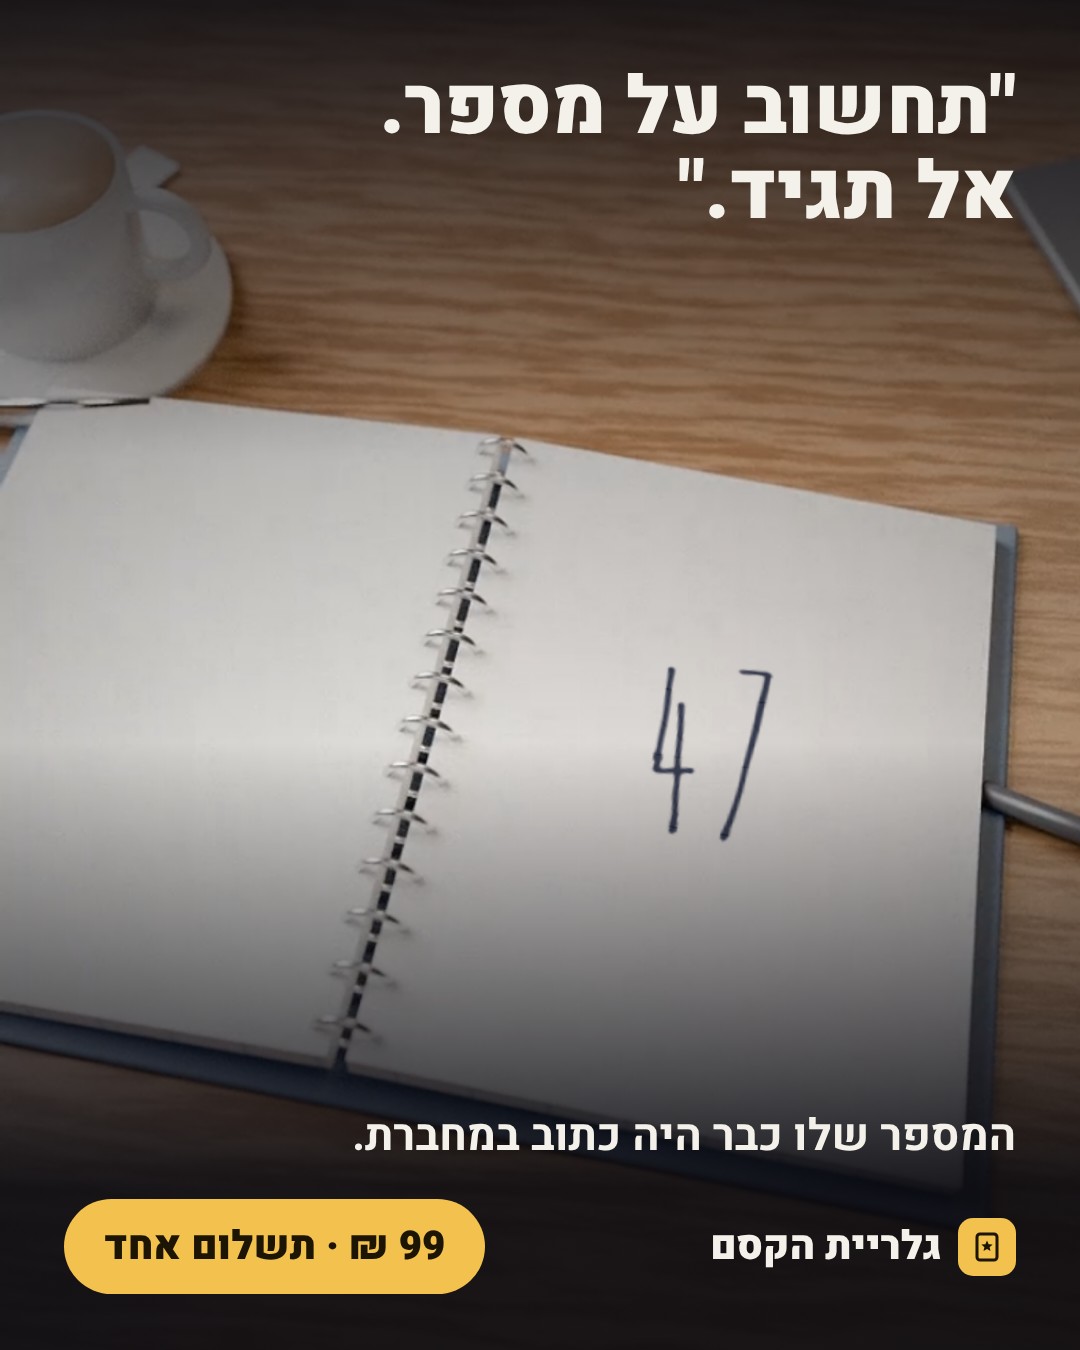 "תחשוב על מספר.
אל תגיד."
47
המספר שלו כבר היה כתוב במחברת.
גלריית הקסם
99 ₪ · תשלום אחד